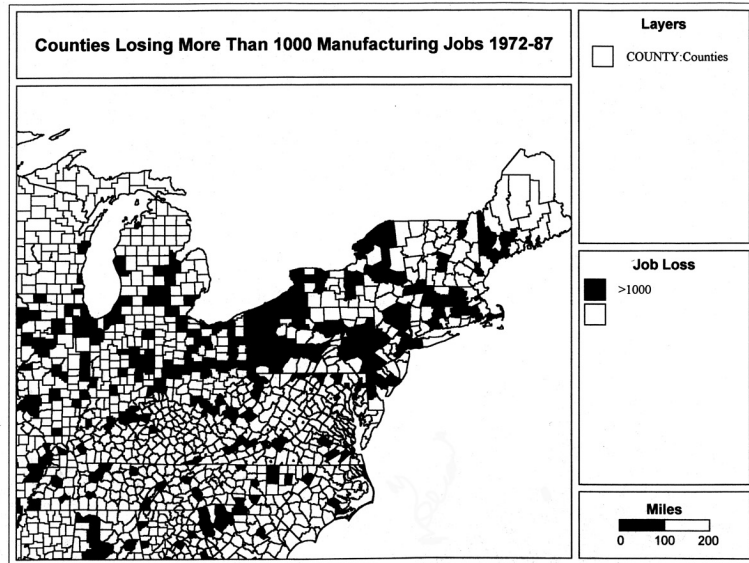 Counties Losing More Than 1000 Manufacturing Jobs 1972-87
Layers
COUNTY:Counties
Job Loss
>1000
Miles
0 100 200